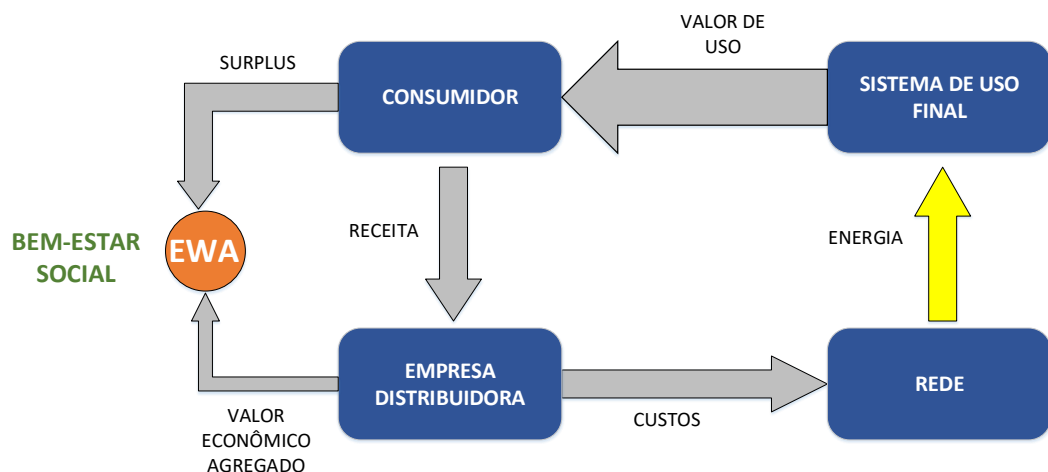 VALOR DE
USO
SURPLUS
CONSUMIDOR
SISTEMA DE USO
FINAL
RECEITA
ENERGIA
BEM-ESTAR
SOCIAL
EWA
EMPRESA
DISTRIBUIDORA
REDE
CUSTOS
VALOR
ECONÔMICO
AGREGADO